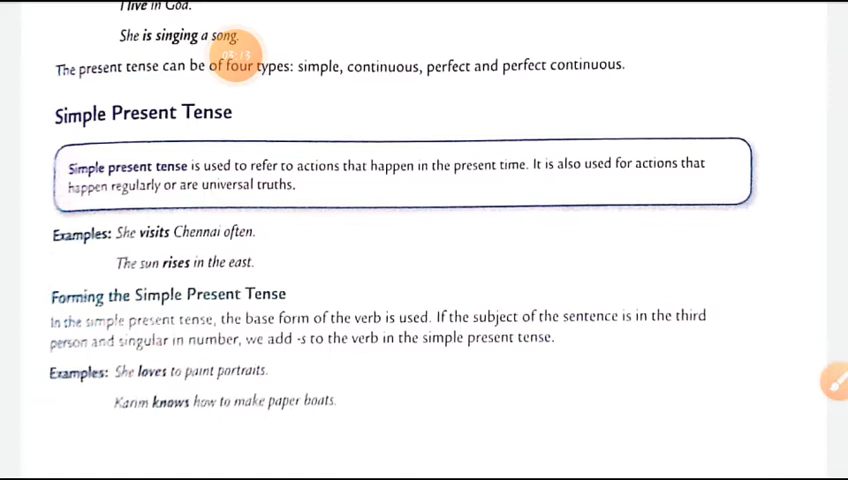 I live in God.
She is singing a song.
03:13
The present tense can be of four types: simple, continuous, perfect and perfect continuous.
Simple Present Tense
Simple present tense is used to refer to actions that happen in the present time. It is also used for actions that
happen regularly or are universal truths.
Examples: She visits Chennai often.
The sun rises in the east.
Forming the Simple Present Tense
In the simple present tense, the base form of the verb is used. If the subject of the sentence is in the third
person and singular in number, we add -s to the verb in the simple present tense.
Examples: She loves to paint portraits.
Karim knows how to make paper boats.